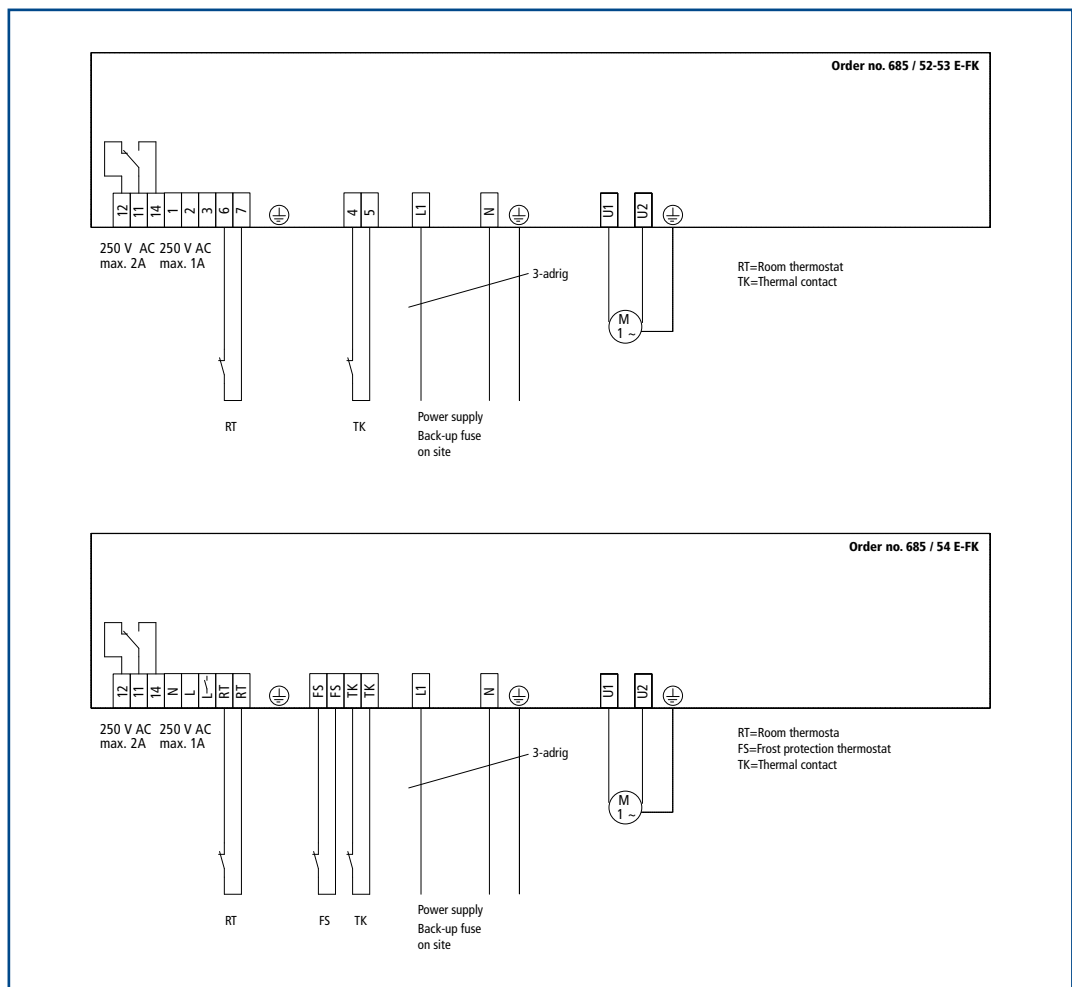 Order no. 685 / 52-53 E-FK
12 11 14 1 2 3 6 7 4 5 L1 N U1 U2
250 V AC 250 V AC
max. 2A max. 1A
3-adrig
RT=Room thermostat
TK=Thermal contact
M
1 ~
RT TK
Power supply
Back-up fuse
on site
Order no. 685 / 54 E-FK
12 11 14 N L L RT RT FS FS TK TK L1 N U1 U2
250 V AC 250 V AC
max. 2A max. 1A
3-adrig
RT=Room thermosta
FS=Frost protection thermostat
TK=Thermal contact
M
1 ~
RT FS TK
Power supply
Back-up fuse
on site